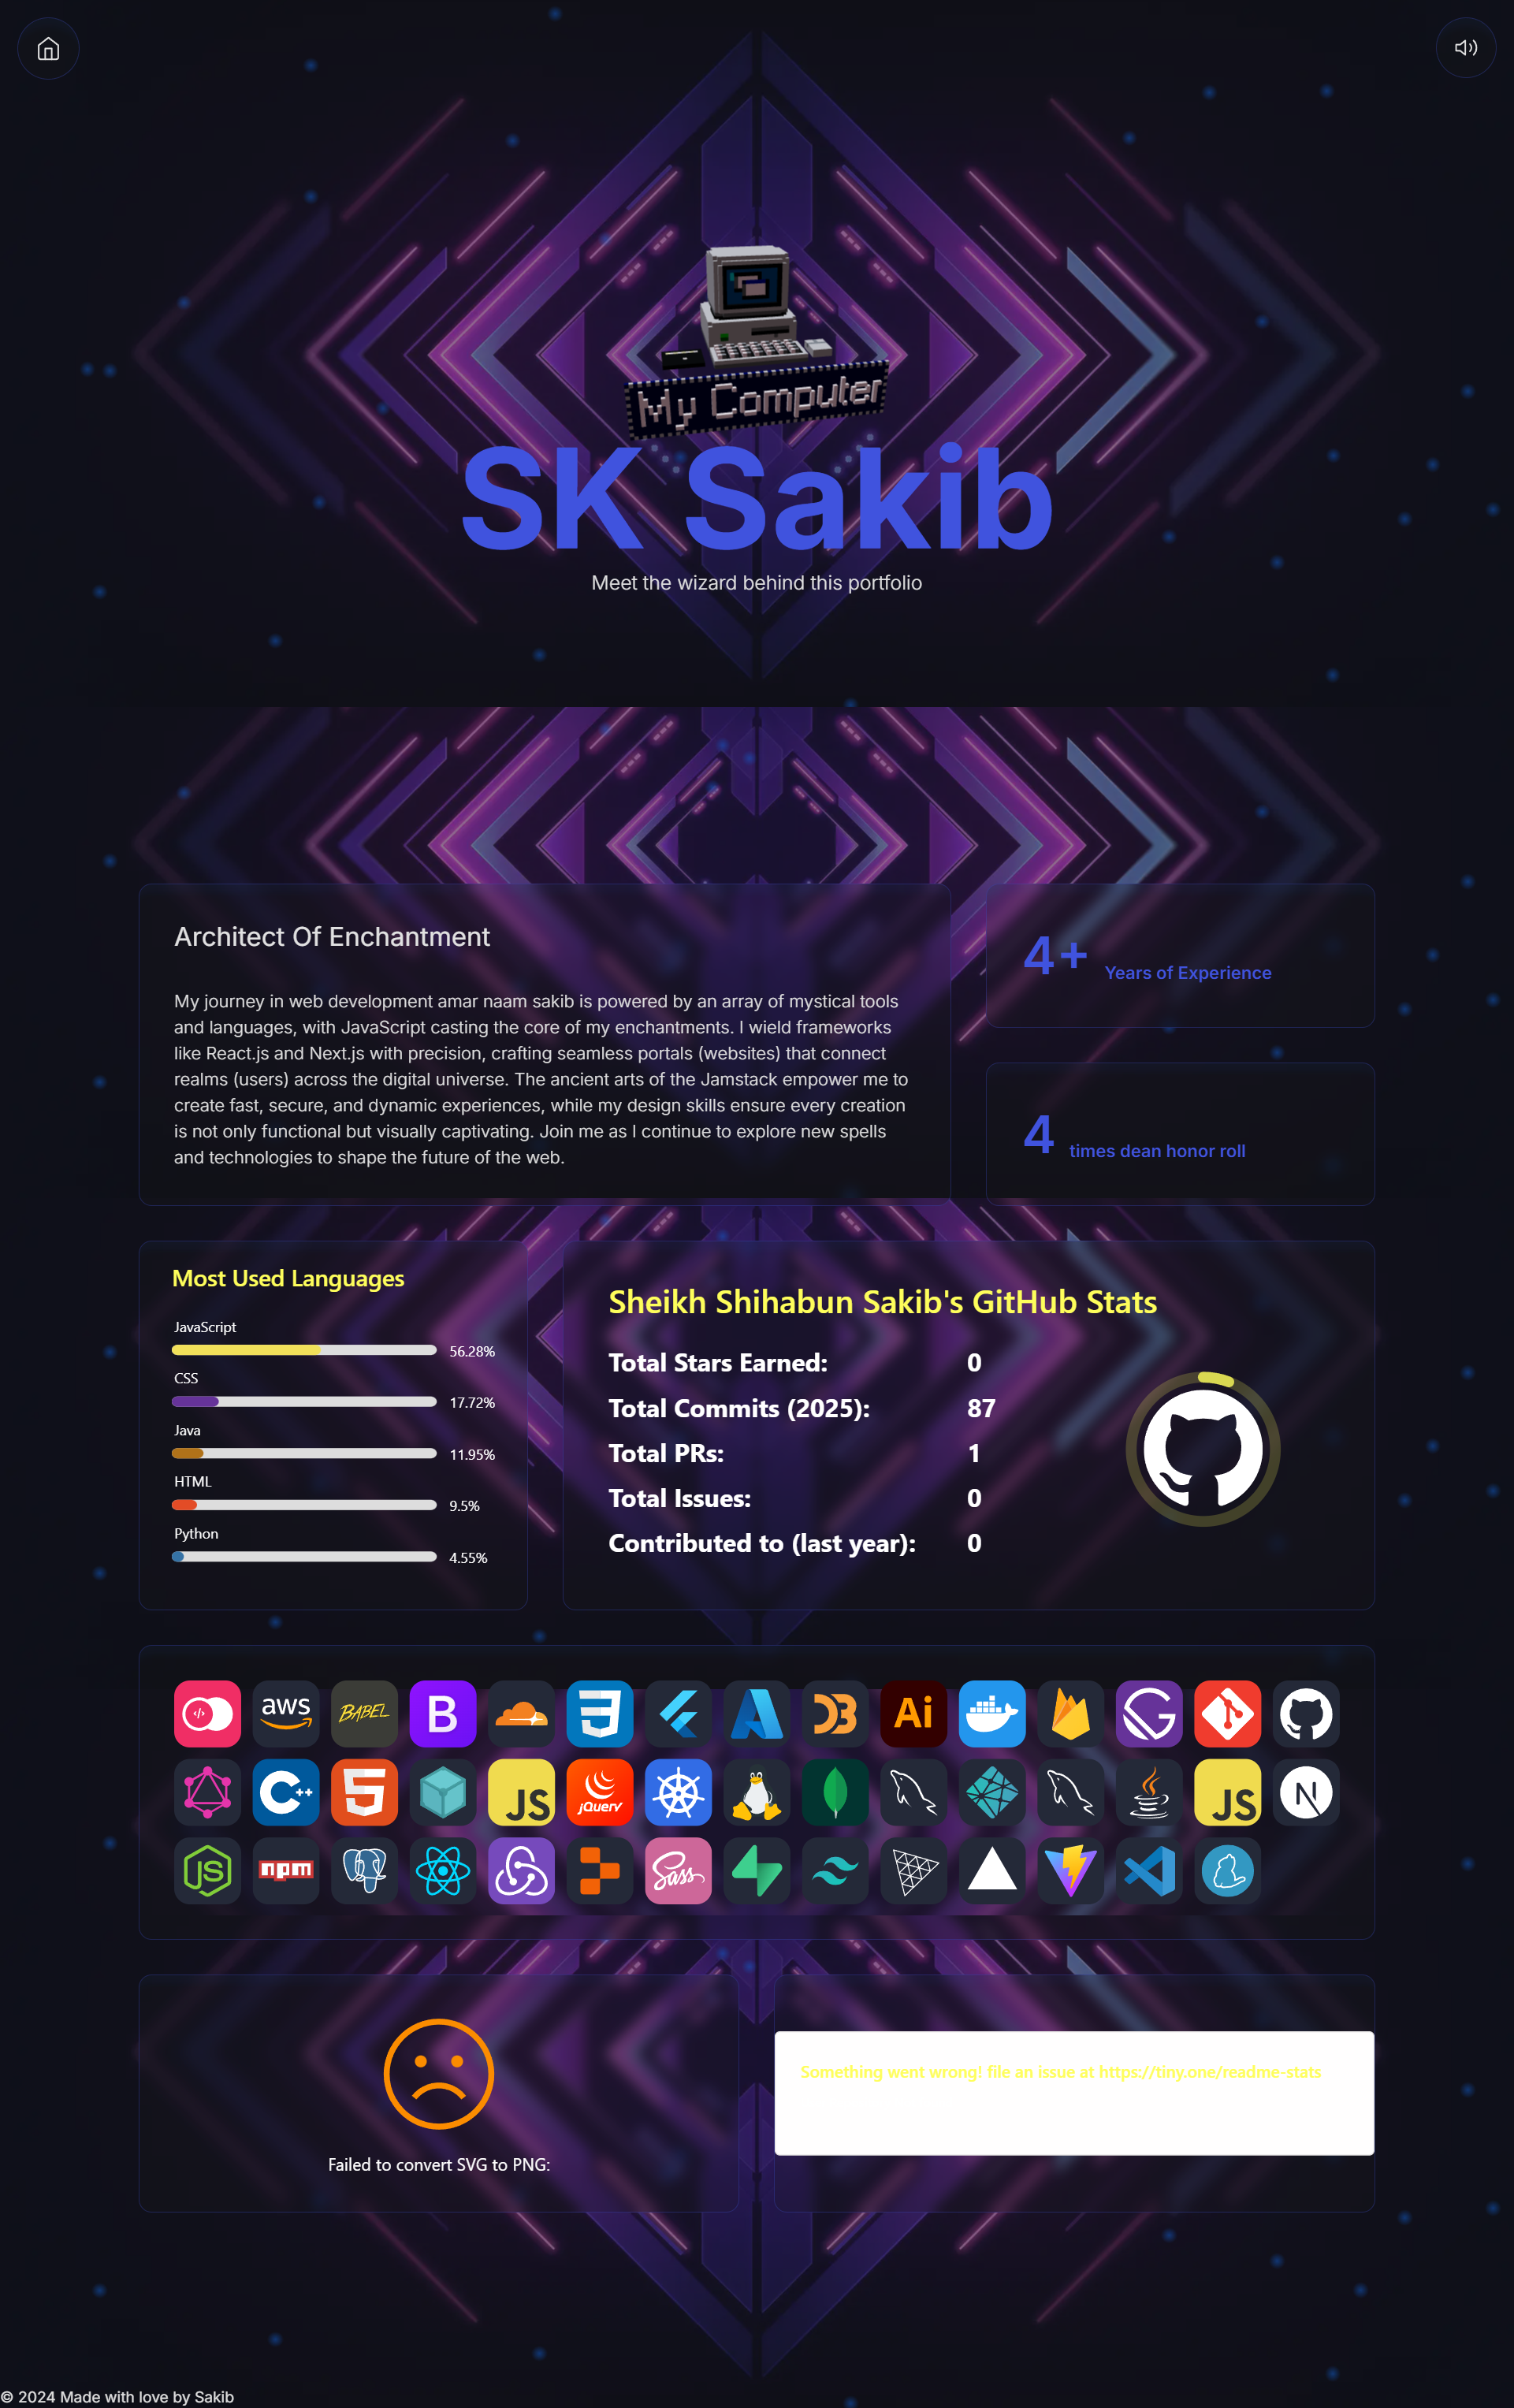 My Computer
SK Sakib
Meet the wizard behind this portfolio
Architect Of Enchantment
My journey in web development amar naam sakib is powered by an array of mystical tools
and languages, with JavaScript casting the core of my enchantments. I wield frameworks
like React.js and Next.js with precision, crafting seamless portals (websites) that connect
realms (users) across the digital universe. The ancient arts of the Jamstack empower me to
create fast, secure, and dynamic experiences, while my design skills ensure every creation
is not only functional but visually captivating. Join me as I continue to explore new spells
and technologies to shape the future of the web.
4+ Years of Experience
4 times dean honor roll
Most Used Languages
JavaScript
56.28%
CSS
17.72%
Java
11.95%
HTML
9.5%
Python
4.55%
Sheikh Shihabun Sakib's GitHub Stats
Total Stars Earned: 0
Total Commits (2025): 87
Total PRs: 1
Total Issues: 0
Contributed to (last year): 0
aws BABEL B 3 Ai
C++ 5 JS jQuery JS N
JS npm Sass
Failed to convert SVG to PNG:
Something went wrong! file an issue at https://tiny.one/readme-stats
© 2024 Made with love by Sakib